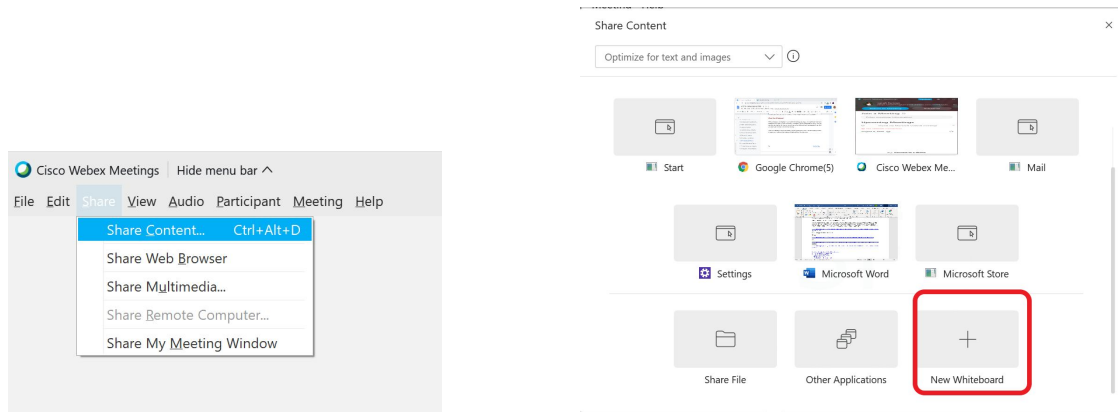 Cisco Webex Meetings Hide menu bar
File Edit Share View Audio Participant Meeting Help
Share Content... Ctrl+Alt+D
Share Web Browser
Share Multimedia...
Share Remote Computer...
Share My Meeting Window
Share Content
Optimize for text and images
Start Google Chrome(5) Cisco Webex Me... Mail
Settings Microsoft Word Microsoft Store
Share File Other Applications New Whiteboard